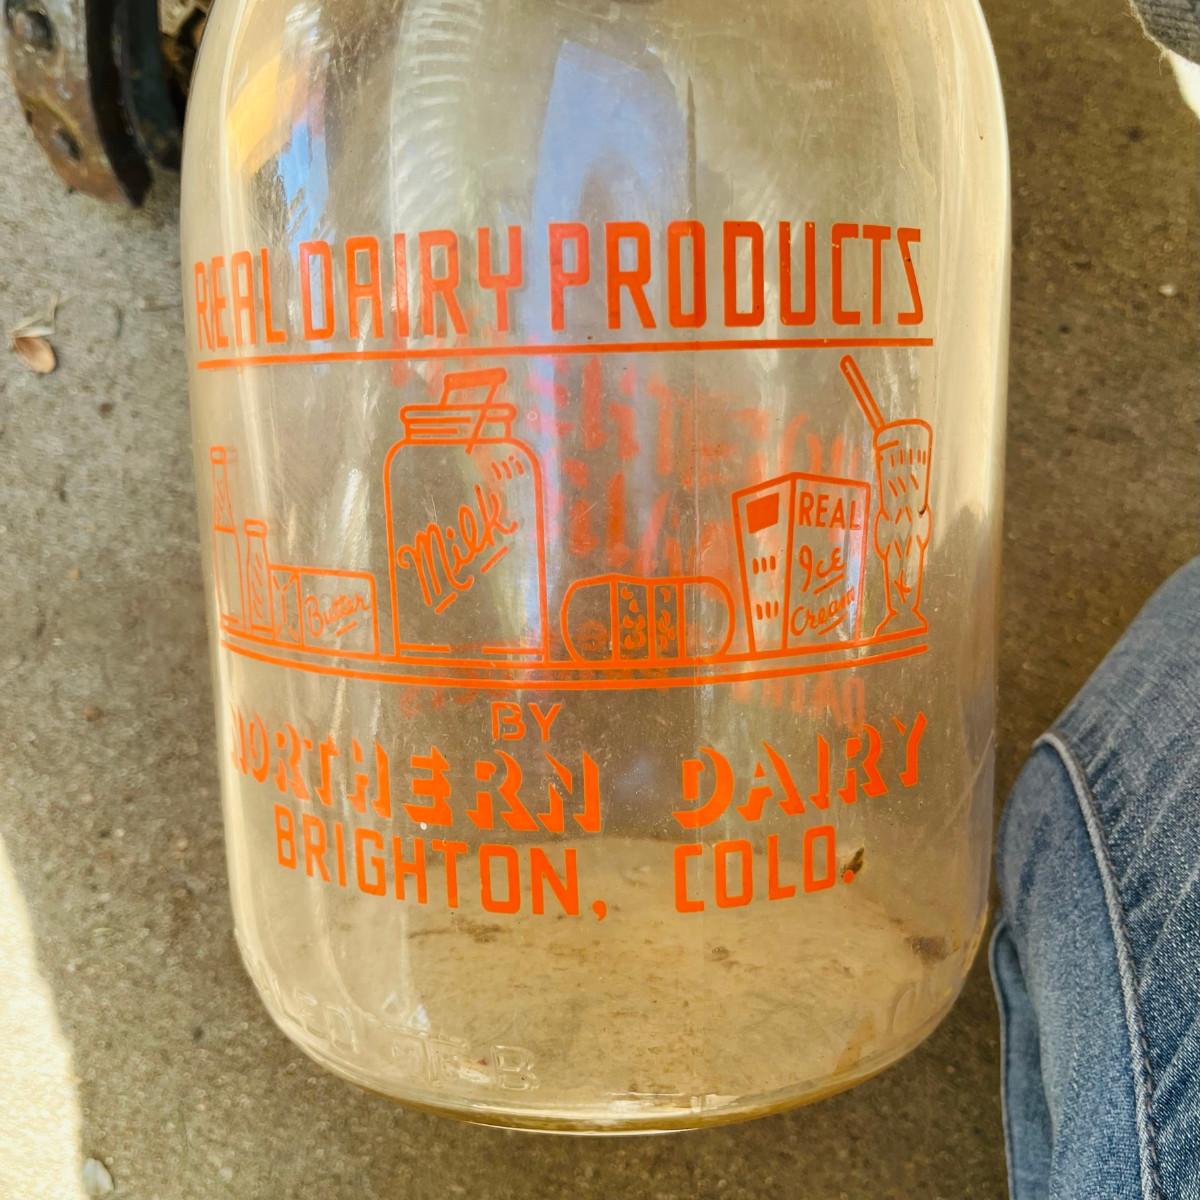 REAL DAIRY PRODUCTS
Milk
REAL
Ice
Cream
Butter
BY
NORTHERN DAIRY
BRIGHTON, COLO.